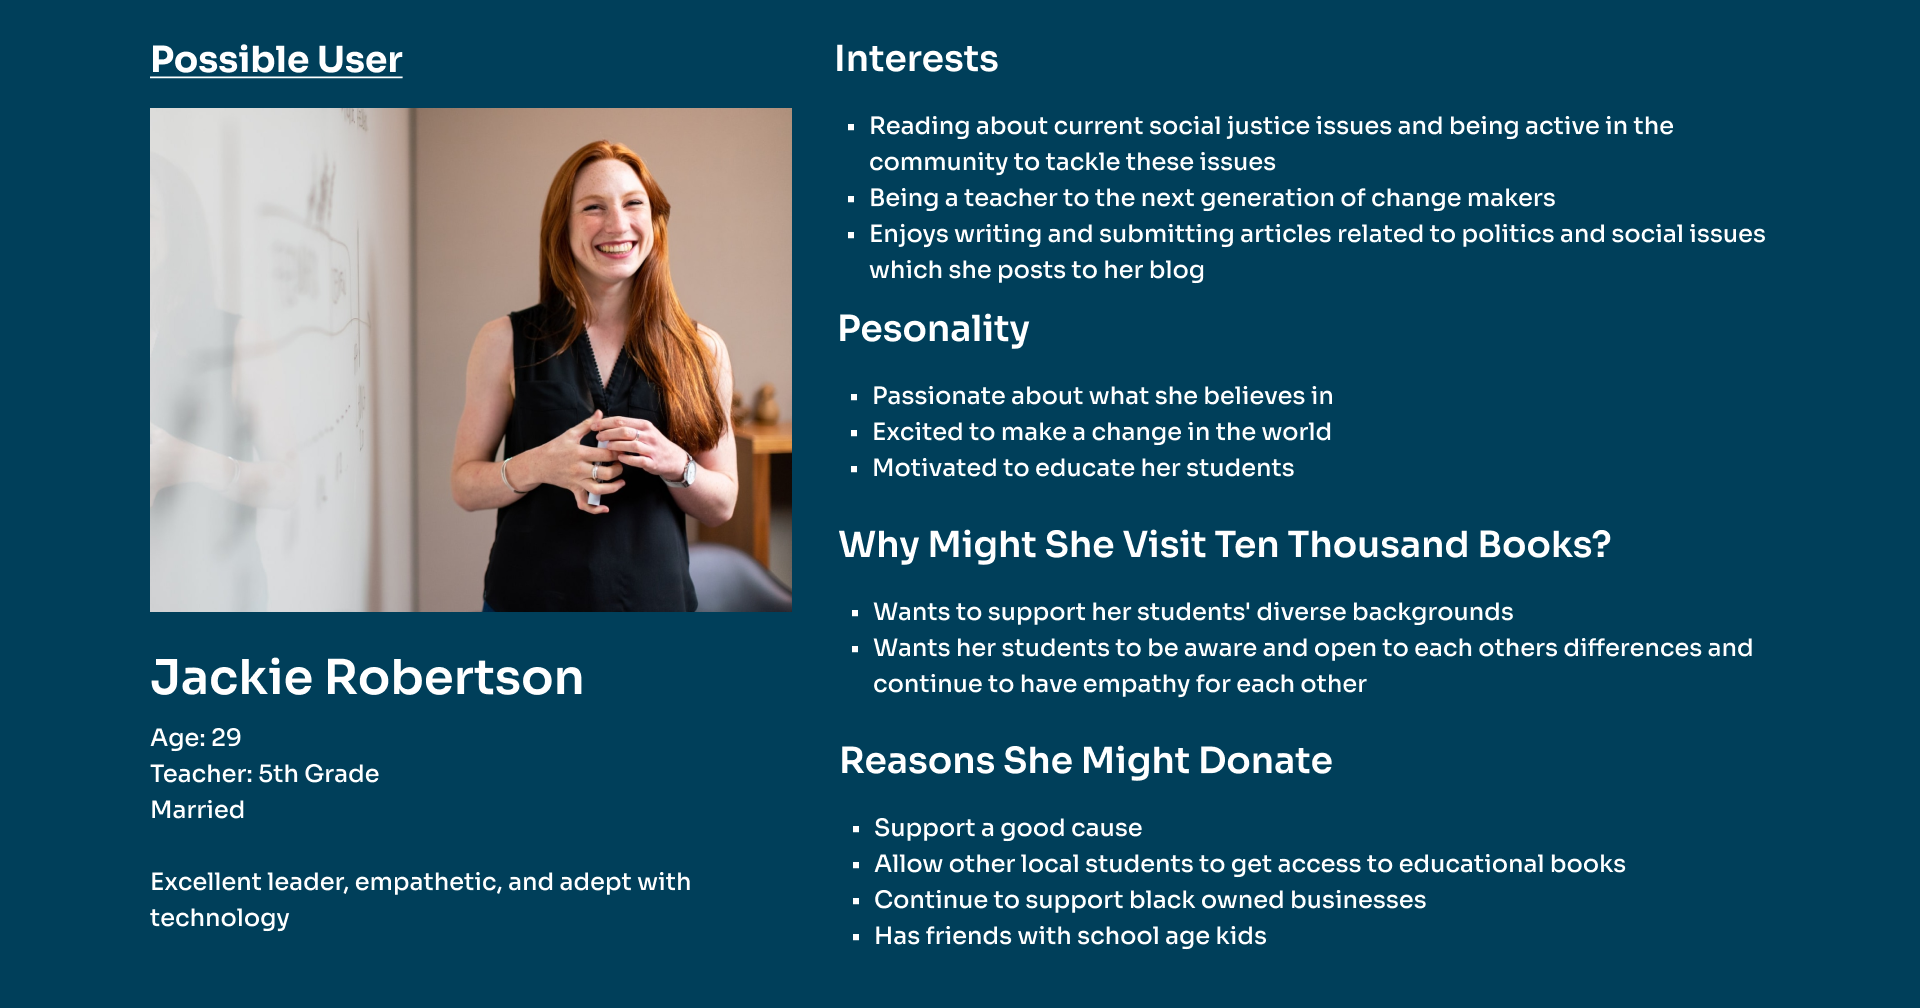 Possible User
Jackie Robertson
Age: 29
Teacher: 5th Grade
Married
Excellent leader, empathetic, and adept with
technology
Interests
▪ Reading about current social justice issues and being active in the
community to tackle these issues
▪ Being a teacher to the next generation of change makers
▪ Enjoys writing and submitting articles related to politics and social issues
which she posts to her blog
Pesonality
▪ Passionate about what she believes in
▪ Excited to make a change in the world
▪ Motivated to educate her students
Why Might She Visit Ten Thousand Books?
▪ Wants to support her students' diverse backgrounds
▪ Wants her students to be aware and open to each others differences and
continue to have empathy for each other
Reasons She Might Donate
▪ Support a good cause
▪ Allow other local students to get access to educational books
▪ Continue to support black owned businesses
▪ Has friends with school age kids